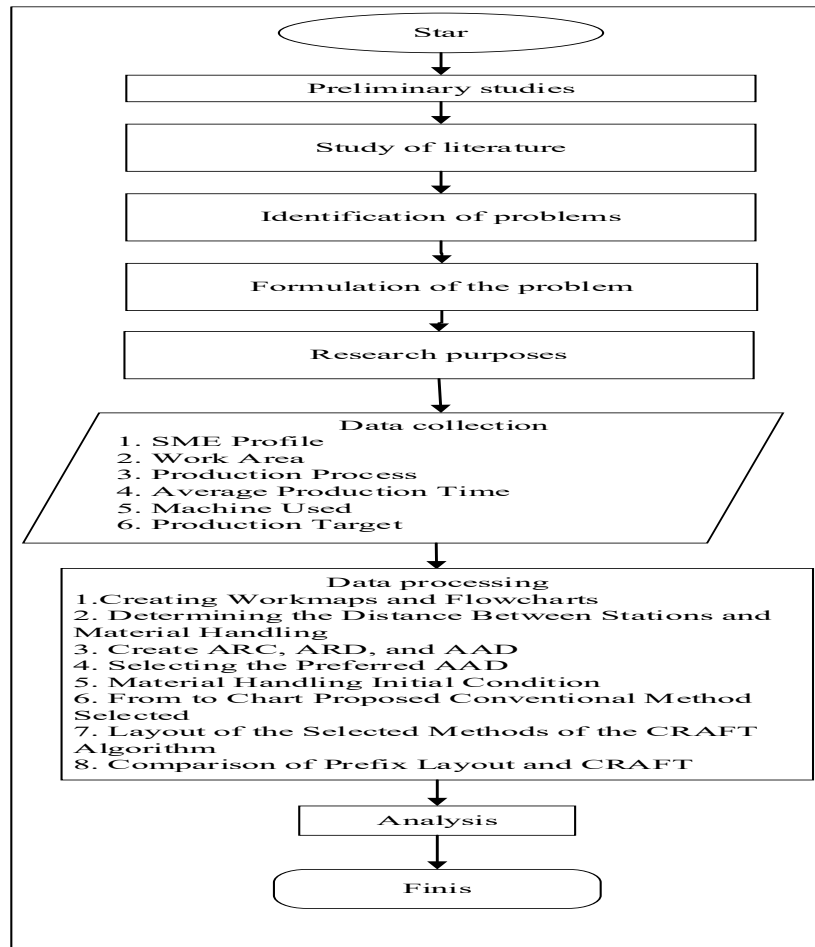 Star
Preliminary studies
Study of literature
Identification of problems
Formulation of the problem
Research purposes
Data collection
1. SME Profile
2. Work Area
3. Production Process
4. Average Production Time
5. Machine Used
6. Production Target
Data processing
1.Creating Workmaps and Flowcharts
2. Determining the Distance Between Stations and
Material Handling
3. Create ARC, ARD, and AAD
4. Selecting the Preferred AAD
5. Material Handling Initial Condition
6. From to Chart Proposed Conventional Method
Selected
7. Layout of the Selected Methods of the CRAFT
Algorithm
8. Comparison of Prefix Layout and CRAFT
Analysis
Finis